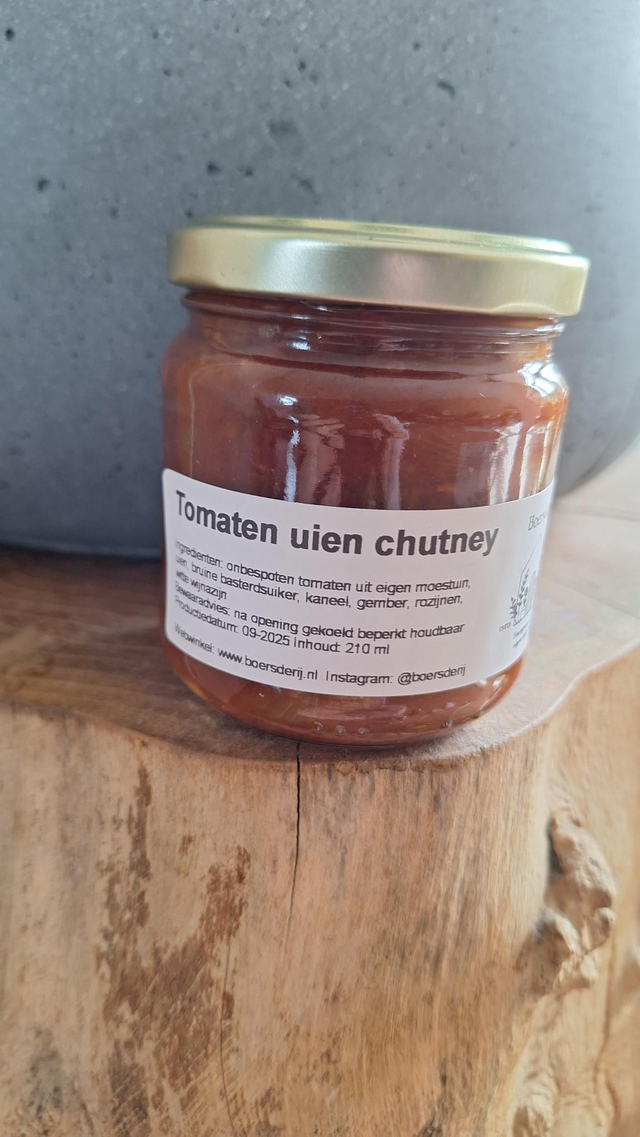 Tomaten uien chutney
Ingredienten: onbespoten tomaten uit eigen moestuin,
uien, bruine basterdsuiker, kaneel, gember, rozijnen,
witte wijnazijn
Bewaaradvies: na opening gekoeld beperkt houdbaar
Productiedatum: 09-2025 Inhoud: 210 ml
Webwinkel: www.boersderij.nl Instagram: @boersderij